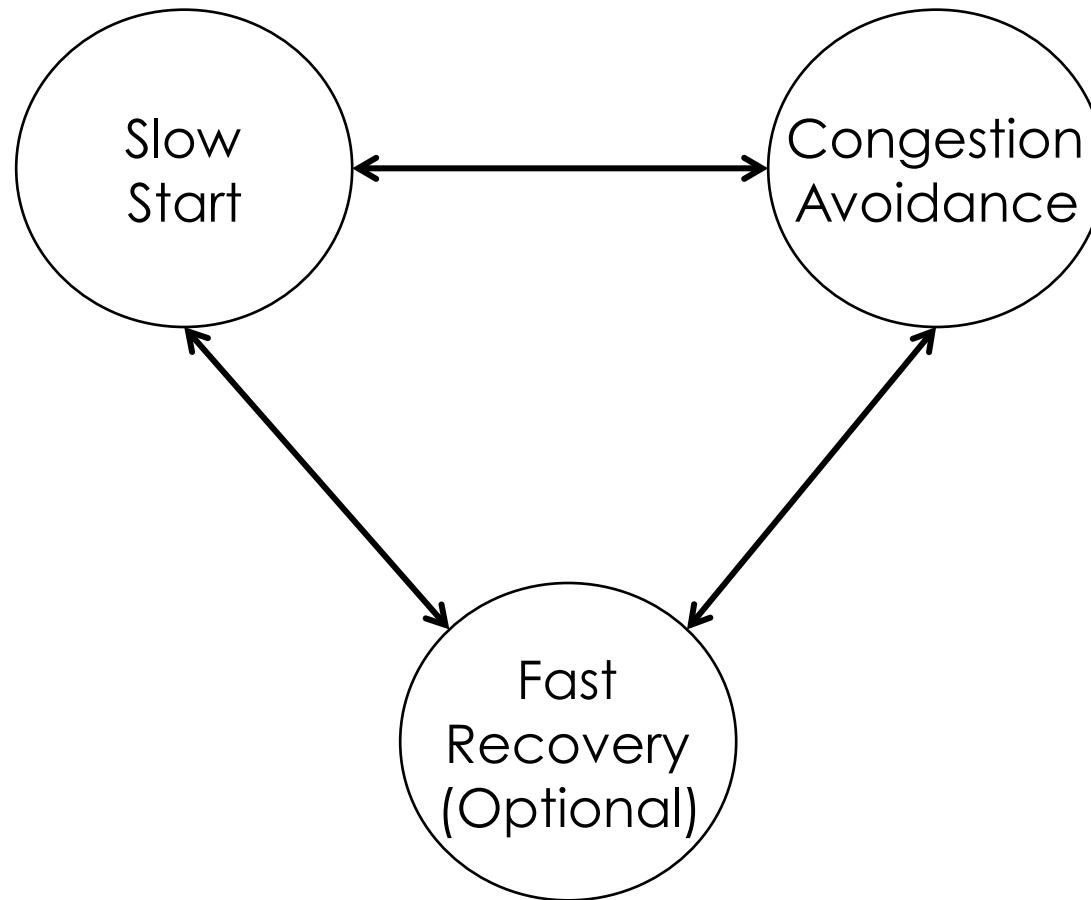 Slow
Start
Congestion
Avoidance
Fast
Recovery
(Optional)